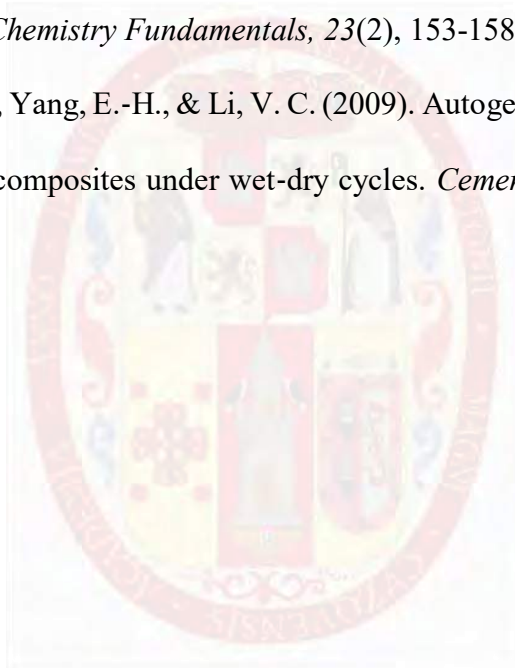 Chemistry Fundamentals, 23(2), 153-158
, Yang, E.-H., & Li, V. C. (2009). Autoge
composites under wet-dry cycles. Cemen